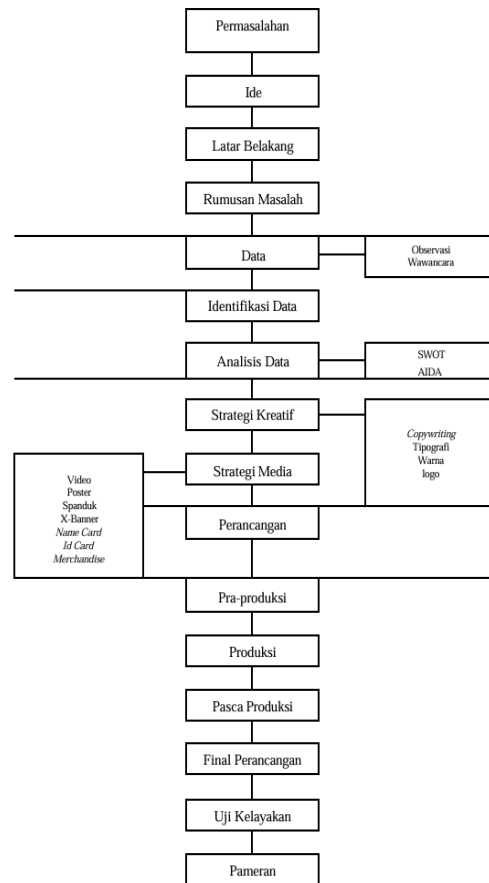 Permasalahan
Ide
Latar Belakang
Rumusan Masalah
Data
Observasi
Wawancara
Identifikasi Data
Analisis Data
SWOT
AIDA
Strategi Kreatif
Copywriting
Tipografi
Warna
logo
Strategi Media
Video
Poster
Spanduk
X-Banner
Name Card
Id Card
Merchandise
Perancangan
Pra-produksi
Produksi
Pasca Produksi
Final Perancangan
Uji Kelayakan
Pameran